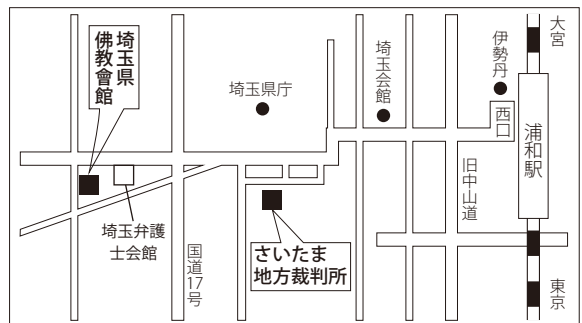 埼玉県
佛教會館
埼玉県庁
埼玉会館
伊勢丹
大宮
西口
浦和駅
旧中山道
埼玉弁護
士会館
国道17号
さいたま
地方裁判所
東京